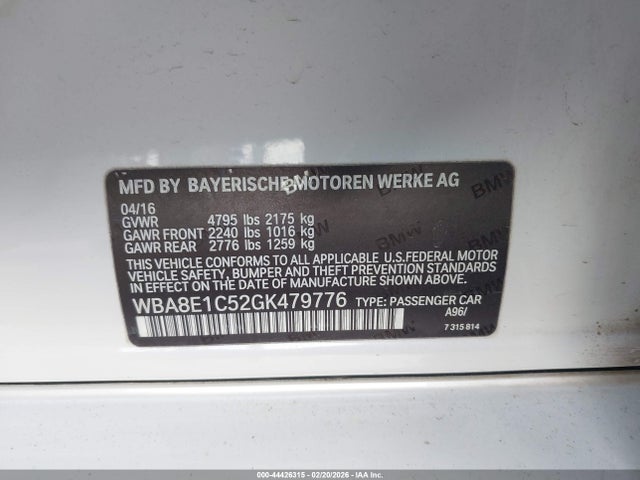 MFD BY BAYERISCHE MOTOREN WERKE AG
04/16
GVWR 4795 lbs 2175 kg
GAWR FRONT 2240 lbs 1016 kg
GAWR REAR 2776 lbs 1259 kg
THIS VEHICLE CONFORMS TO ALL APPLICABLE U.S. FEDERAL MOTOR
VEHICLE SAFETY, BUMPER AND THEFT PREVENTION STANDARDS
IN EFFECT ON DATE OF MANUFACTURE SHOWN ABOVE
WBA8E1C52GK479776 TYPE: PASSENGER CAR
A96/
7 315 814
000-44426315 - 02/20/2026 - IAAI.COM